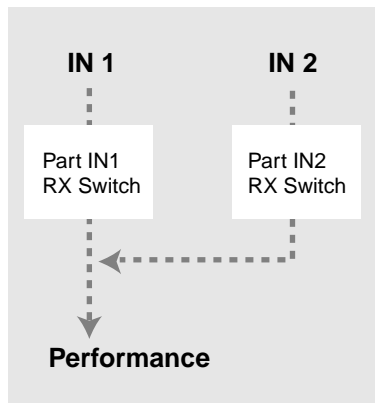 IN 1
IN 2
Part IN1
RX Switch
Part IN2
RX Switch
Performance